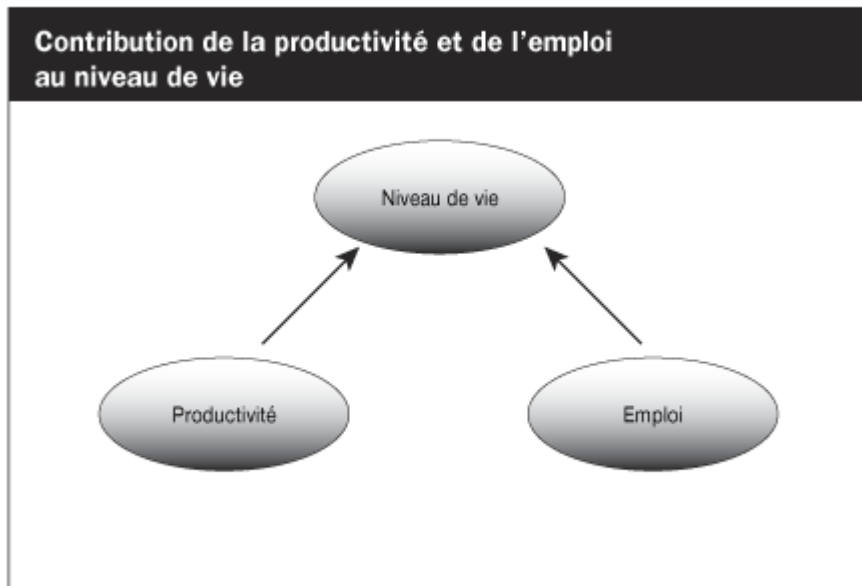 Contribution de la productivité et de l'emploi
au niveau de vie
Niveau de vie
Productivité
Emploi